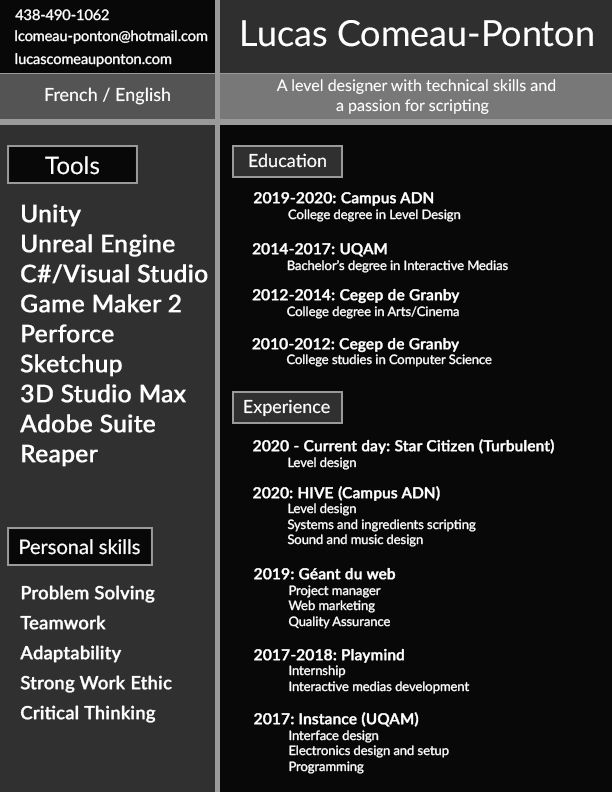 438-490-1062
lcomeau-ponton@hotmail.com
lucascomeauponton.com
Lucas Comeau-Ponton
French / English
A level designer with technical skills and
a passion for scripting
Tools
Unity
Unreal Engine
C#/Visual Studio
Game Maker 2
Perforce
Sketchup
3D Studio Max
Adobe Suite
Reaper
Personal skills
Problem Solving
Teamwork
Adaptability
Strong Work Ethic
Critical Thinking
Education
2019-2020: Campus ADN
College degree in Level Design
2014-2017: UQAM
Bachelor's degree in Interactive Medias
2012-2014: Cegep de Granby
College degree in Arts/Cinema
2010-2012: Cegep de Granby
College studies in Computer Science
Experience
2020 - Current day: Star Citizen (Turbulent)
Level design
2020: HIVE (Campus ADN)
Level design
Systems and ingredients scripting
Sound and music design
2019: Géant du web
Project manager
Web marketing
Quality Assurance
2017-2018: Playmind
Internship
Interactive medias development
2017: Instance (UQAM)
Interface design
Electronics design and setup
Programming